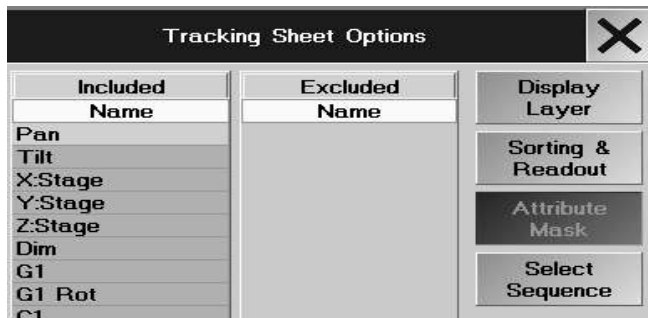 Tracking Sheet Options
Included
Name
Pan
Tilt
X:Stage
Y:Stage
Z:Stage
Dim
G1
G1 Rot
C1
Excluded
Name
Display
Layer
Sorting &
Readout
Attribute
Mask
Select
Sequence